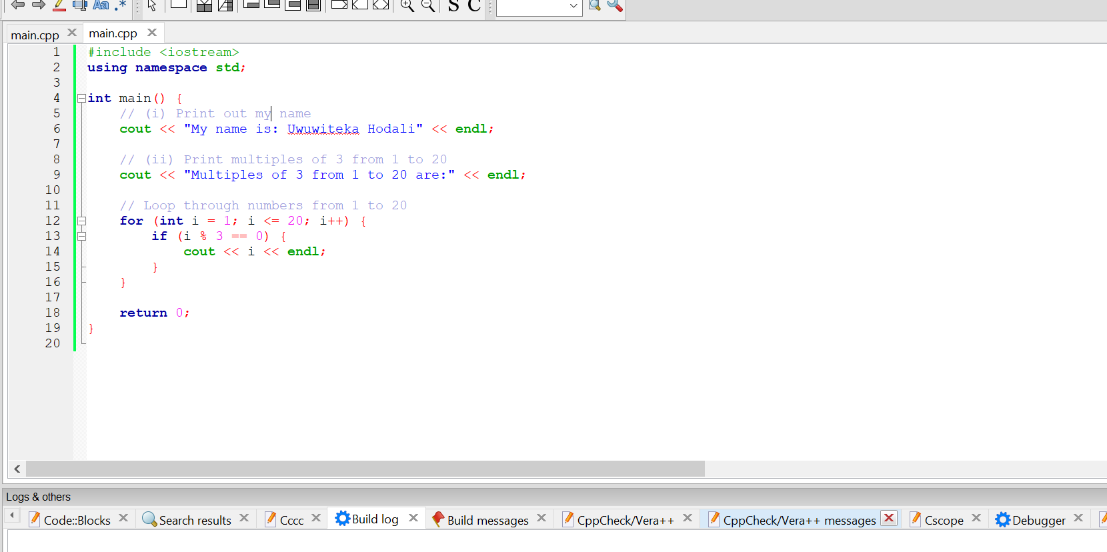 Aa .*
S C
main.cpp main.cpp
1 #include <iostream>
2 using namespace std;
3
4 int main() {
5 // (i) Print out my name
6 cout << "My name is: Uwuwiteka Hodali" << endl;
7
8 // (ii) Print multiples of 3 from 1 to 20
9 cout << "Multiples of 3 from 1 to 20 are:" << endl;
10
11 // Loop through numbers from 1 to 20
12 for (int i = 1; i <= 20; i++) {
13 if (i % 3 == 0) {
14 cout << i << endl;
15 }
16 }
17
18 return 0;
19 }
20
Logs & others
Code::Blocks Search results Cccc Build log Build messages CppCheck/Vera++ CppCheck/Vera++ messages Cscope Debugger